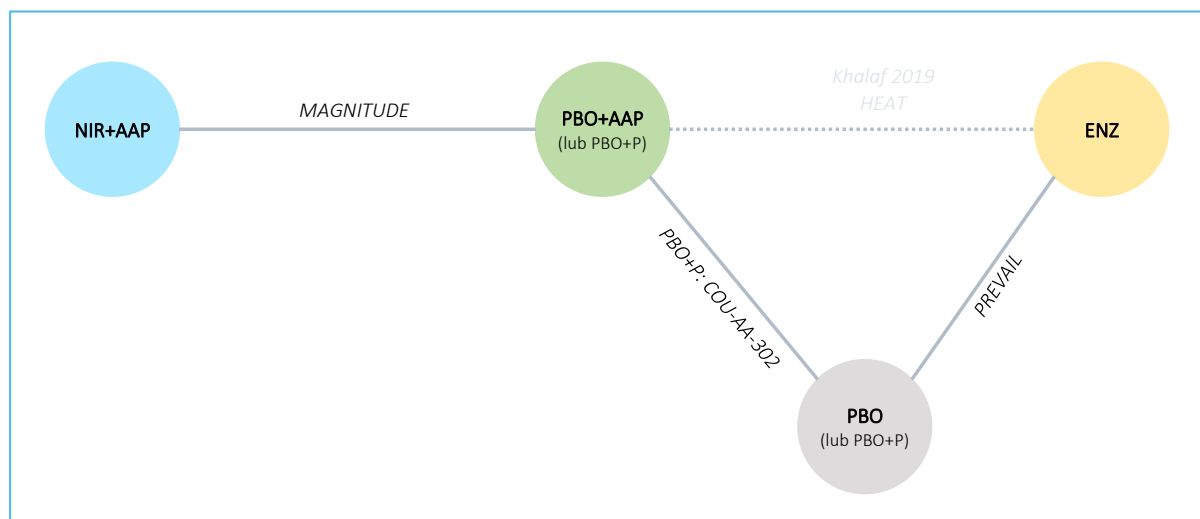 NIR+AAP
MAGNITUDE
PBO+AAP
(lub PBO+P)
Khalaf 2019
HEAT
ENZ
PBO+P: COU-AA-302
PREVAIL
PBO
(lub PBO+P)